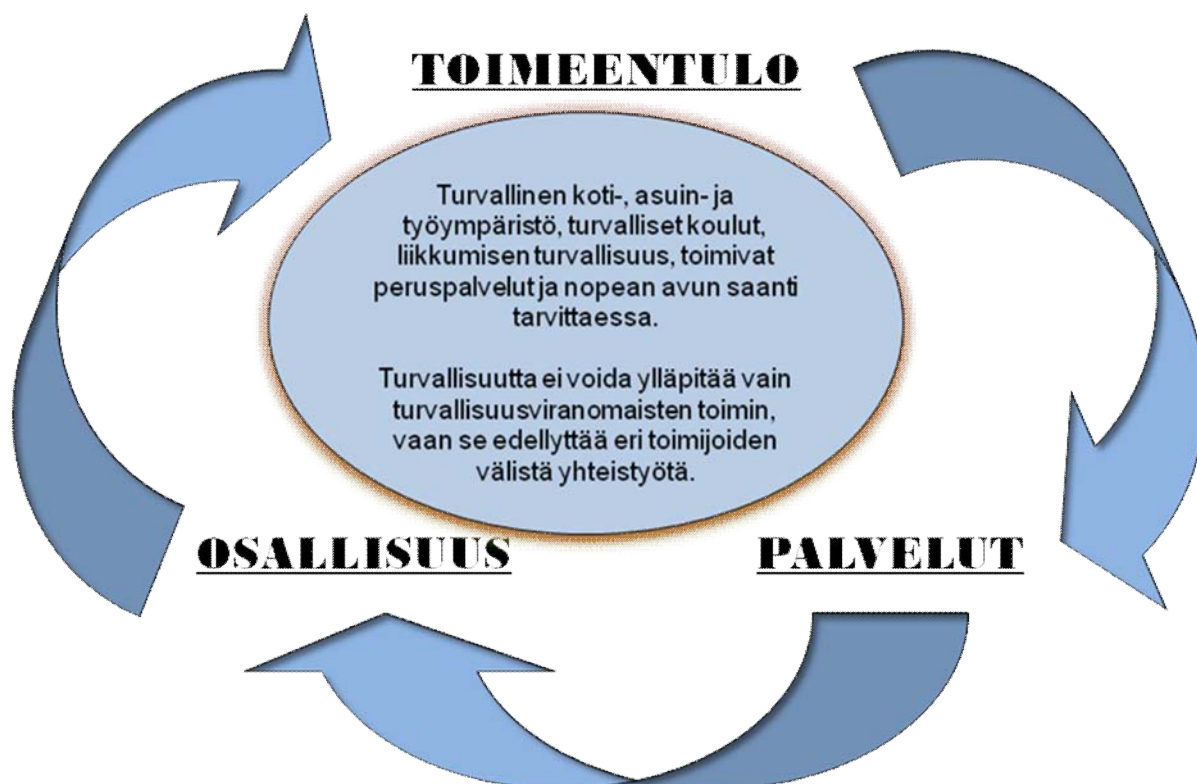 TOIMEENTULO
Turvallinen koti-, asuin- ja
työympäristö, turvalliset koulut,
liikkumisen turvallisuus, toimivat
peruspalvelut ja nopean avun saanti
tarvittaessa.
Turvallisuutta ei voida ylläpitää vain
turvallisuusviranomaisten toimin,
vaan se edellyttää eri toimijoiden
välistä yhteistyötä.
OSALLISUUS
PALVELUT